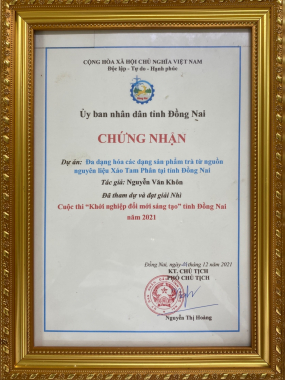 CỘNG HÒA XÃ HỘI CHỦ NGHĨA VIỆT NAM
Độc lập - Tự do - Hạnh phúc
Ủy ban nhân dân tỉnh Đồng Nai
CHỨNG NHẬN
Dự án: Đa dạng hóa các dạng sản phẩm trà từ nguồn
nguyên liệu Xáo Tam Phân tại tỉnh Đồng Nai
Tác giả: Nguyễn Văn Khôn
Đã tham dự và đạt giải Nhì
Cuộc thi “Khởi nghiệp đổi mới sáng tạo” tỉnh Đồng Nai
năm 2021
Đồng Nai, ngày tháng 12 năm 2021
KT. CHỦ TỊCH
PHÓ CHỦ TỊCH
Nguyễn Thị Hoàng